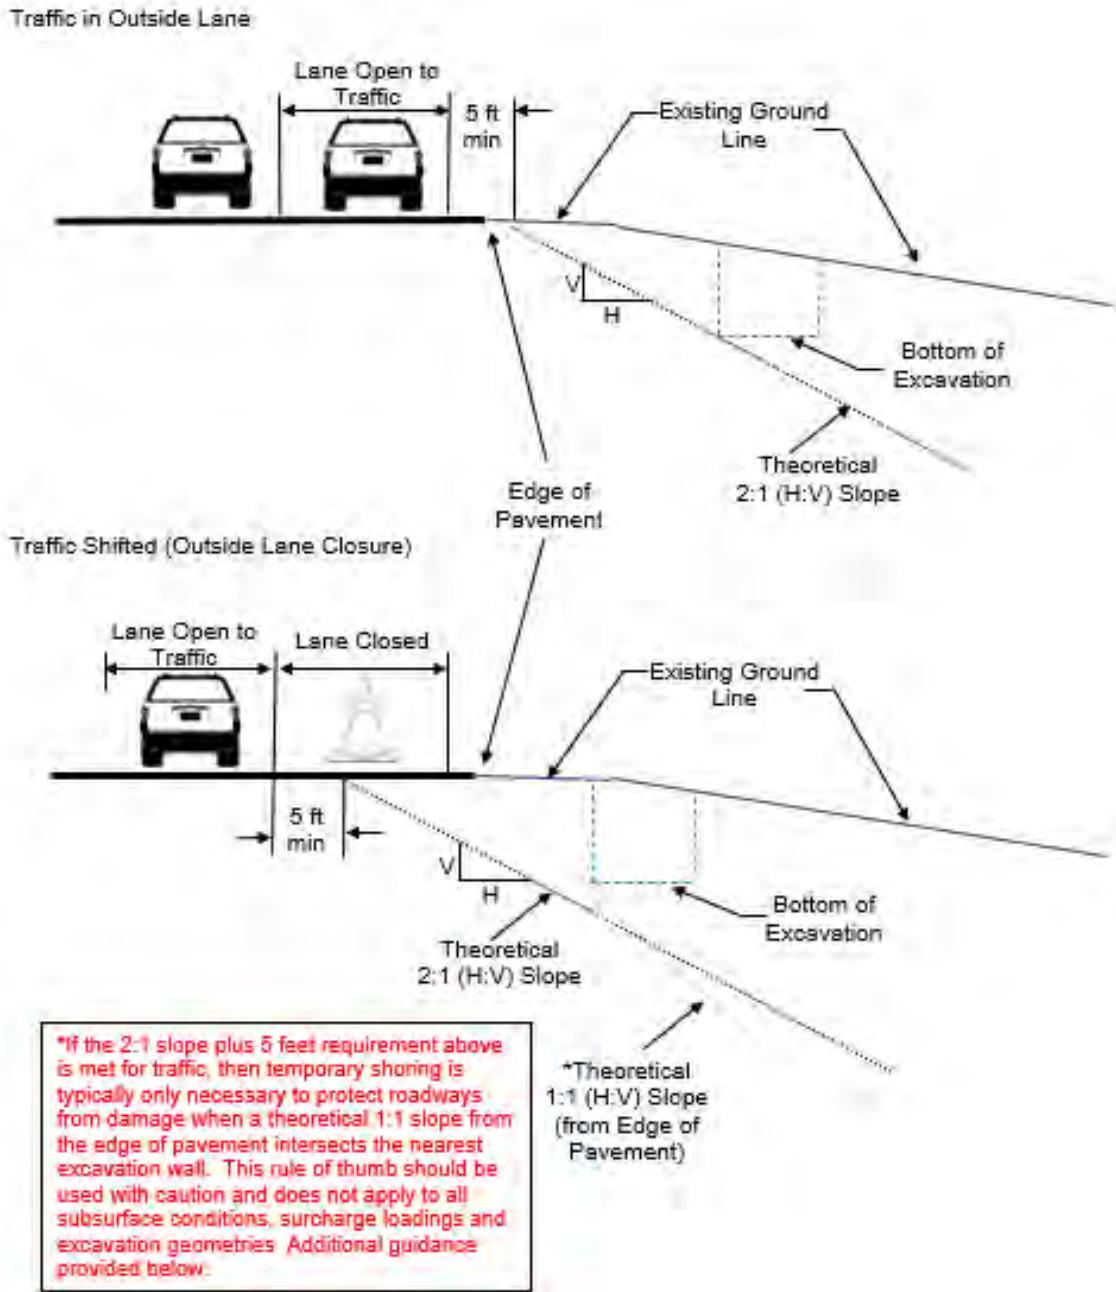 Traffic in Outside Lane
Lane Open to
Traffic
5 ft
min
Existing Ground
Line
V
H
Bottom of
Excavation
Theoretical
2:1 (H:V) Slope
Edge of
Pavement
Traffic Shifted (Outside Lane Closure)
Lane Open to
Traffic
Lane Closed
Existing Ground
Line
5 ft
min
V
H
Bottom of
Excavation
Theoretical
2:1 (H:V) Slope
*Theoretical
1:1 (H:V) Slope
(from Edge of
Pavement)
*If the 2:1 slope plus 5 feet requirement above
is met for traffic, then temporary shoring is
typically only necessary to protect roadways
from damage when a theoretical 1:1 slope from
the edge of pavement intersects the nearest
excavation wall. This rule of thumb should be
used with caution and does not apply to all
subsurface conditions, surcharge loadings and
excavation geometries Additional guidance
provided below.